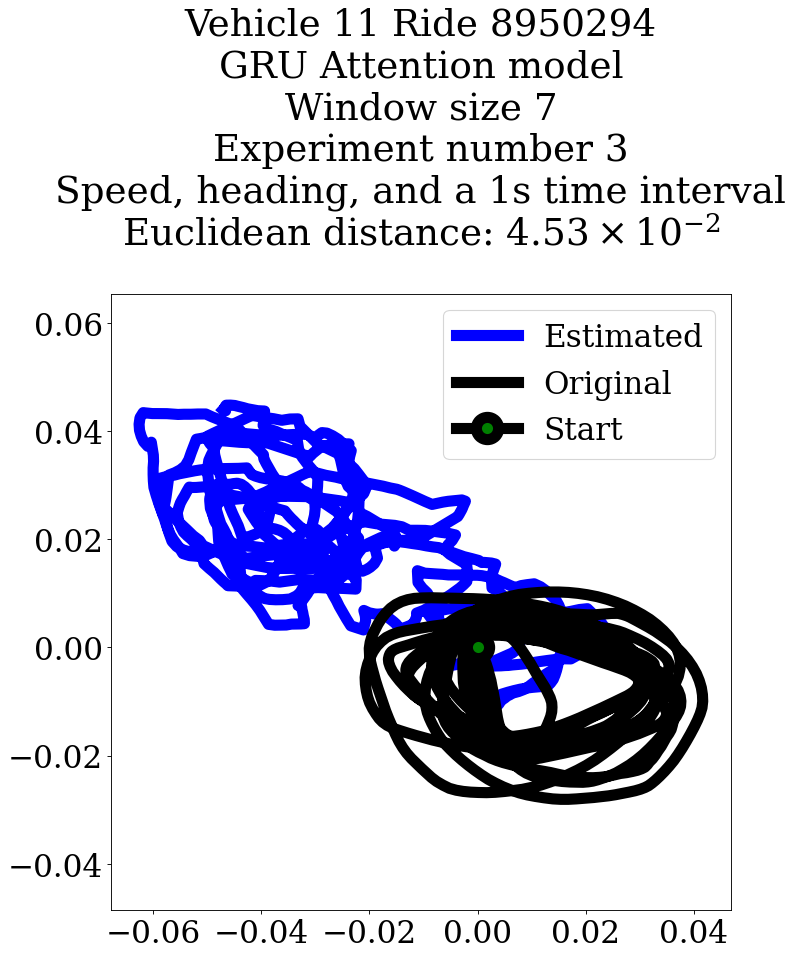 Vehicle 11 Ride 8950294
GRU Attention model
Window size 7
Experiment number 3
Speed, heading, and a 1s time interval
Euclidean distance: 4.53 × 10⁻²
Estimated
Original
Start
0.06
0.04
0.02
0.00
−0.02
−0.04
−0.06 −0.04 −0.02 0.00 0.02 0.04